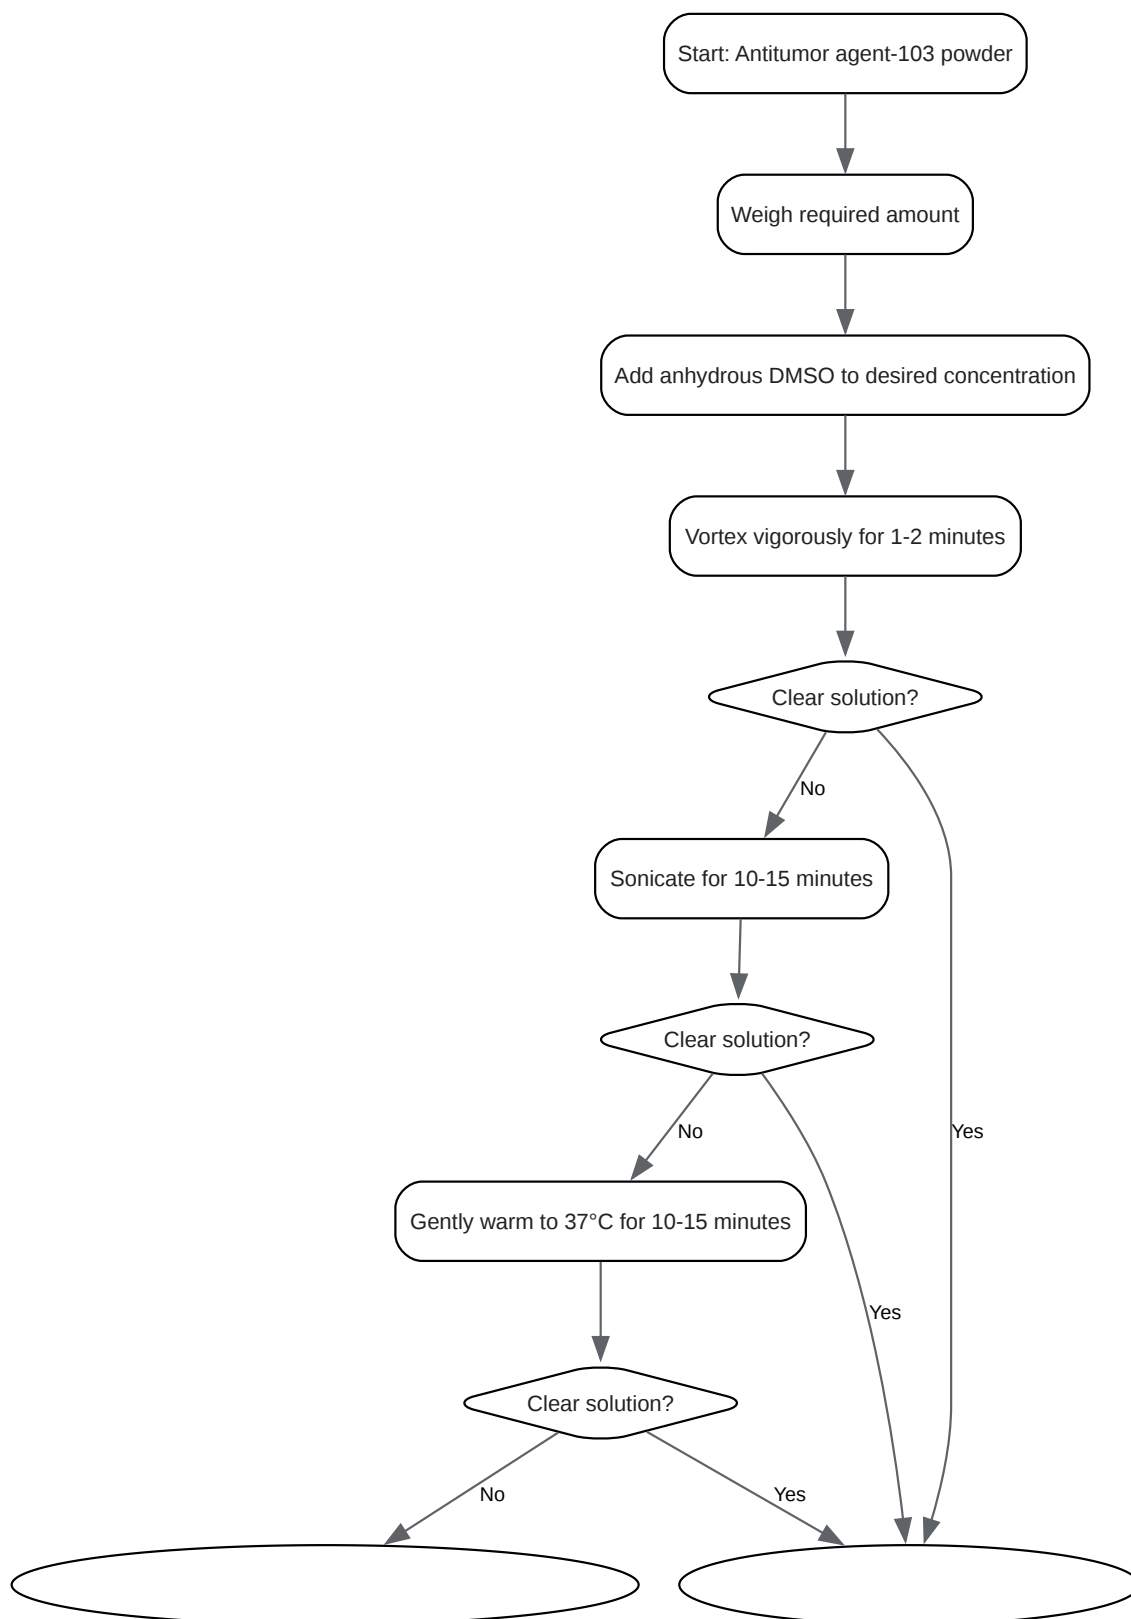 Start: Antitumor agent-103 powder
Weigh required amount
Add anhydrous DMSO to desired concentration
Vortex vigorously for 1-2 minutes
Clear solution?
No
Sonicate for 10-15 minutes
Clear solution?
No
Yes
Gently warm to 37°C for 10-15 minutes
Yes
Clear solution?
No
Yes